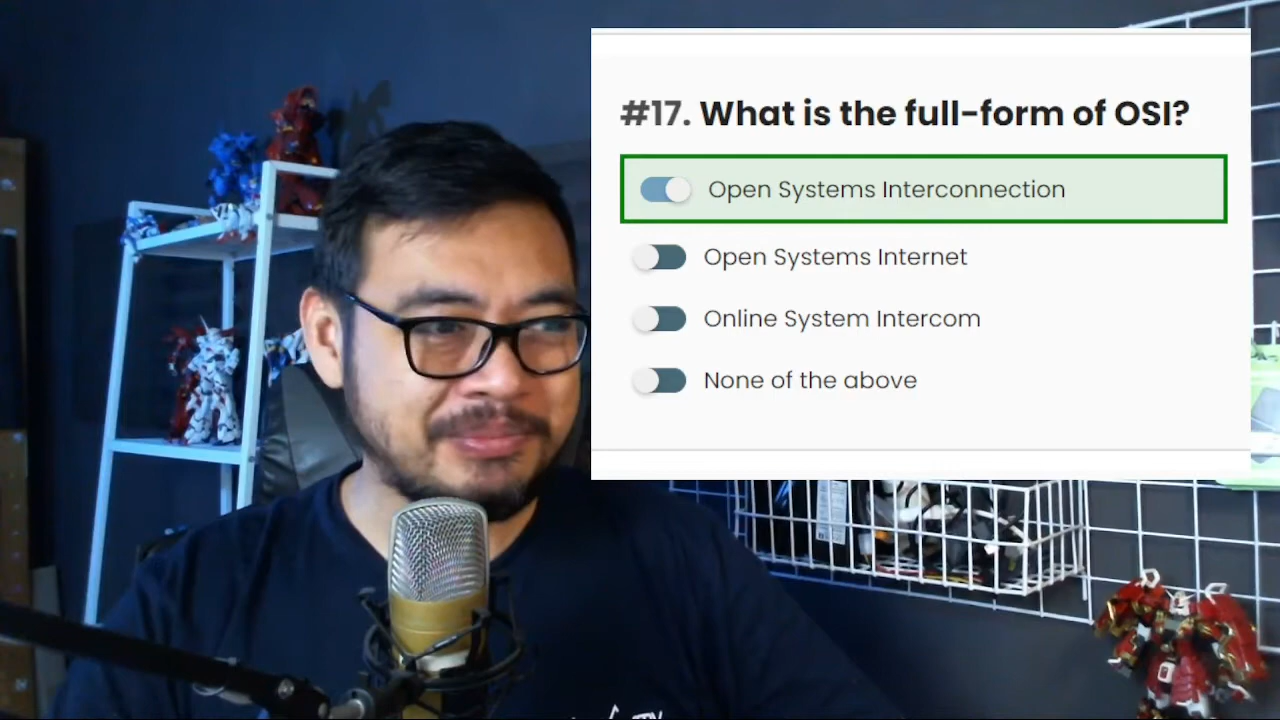 #17. What is the full-form of OSI?
Open Systems Interconnection
Open Systems Internet
Online System Intercom
None of the above